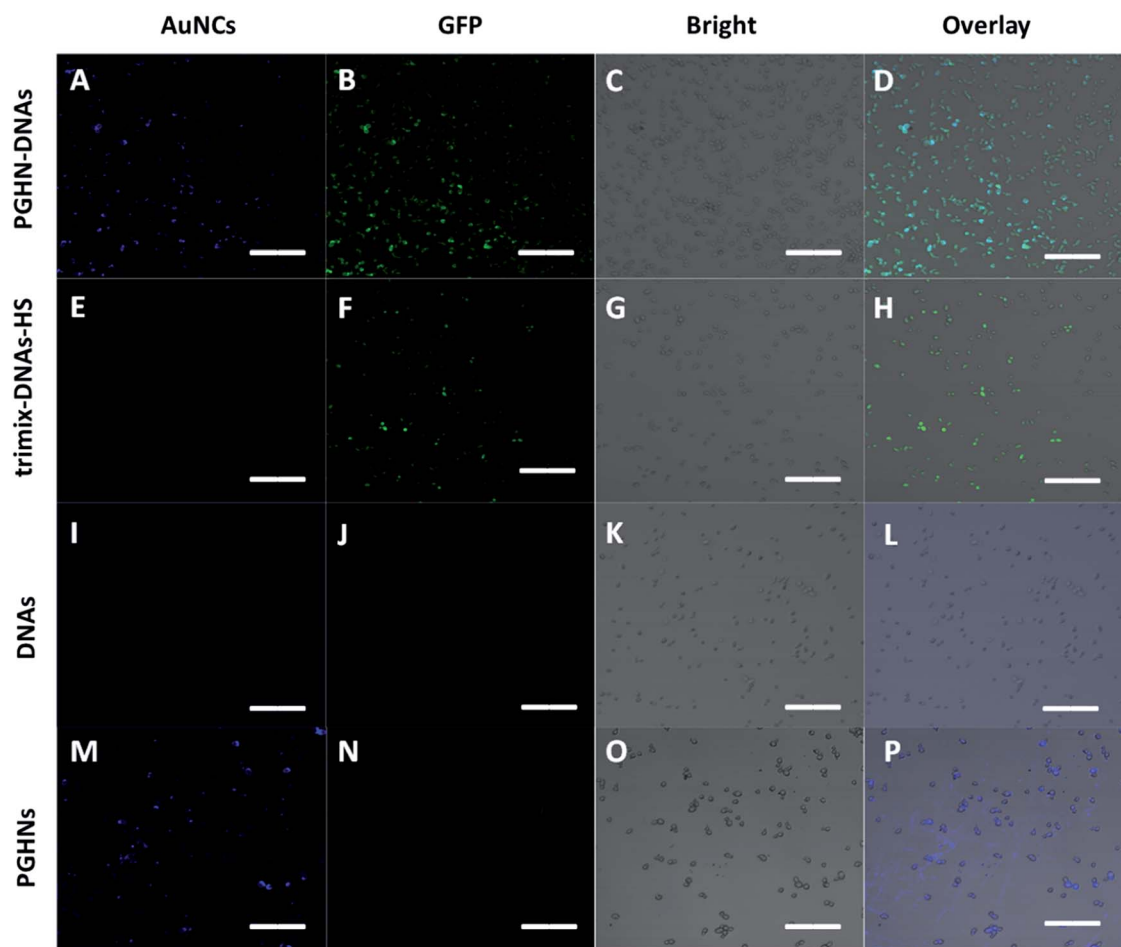 AuNCs GFP Bright Overlay
PGHN-DNAs
A B C D
trimix-DNAs-HS
E F G H
DNAs
I J K L
PGHNs
M N O P